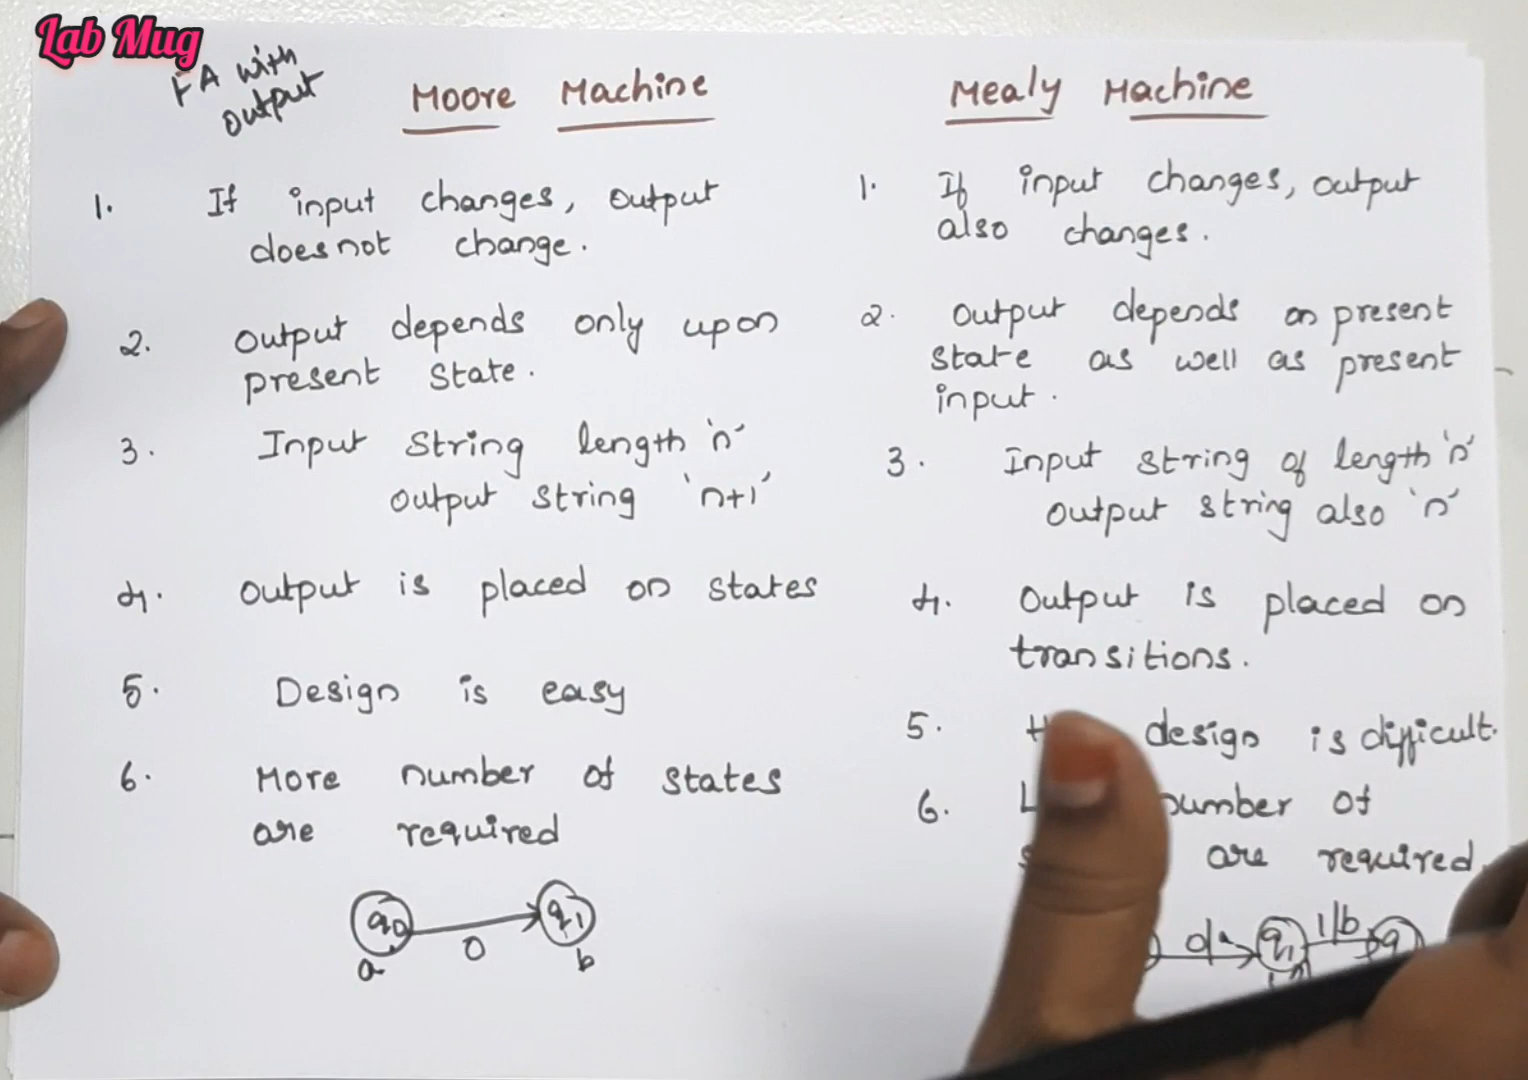 Lab Mug
FA with
output
Moore Machine
1. If input changes, output
does not change.
2. Output depends only upon
present state.
3. Input string length 'n'
output string 'n+1'
4. Output is placed on states
5. Design is easy
6. More number of states
are required
q0 0 q1
a b
Mealy Machine
1. If input changes, output
also changes.
2. Output depends on present
state as well as present
input.
3. Input string of length 'n'
output string also 'n'
4. Output is placed on
transitions.
5. design is difficult.
6. number of
are required.
q1 1/b q